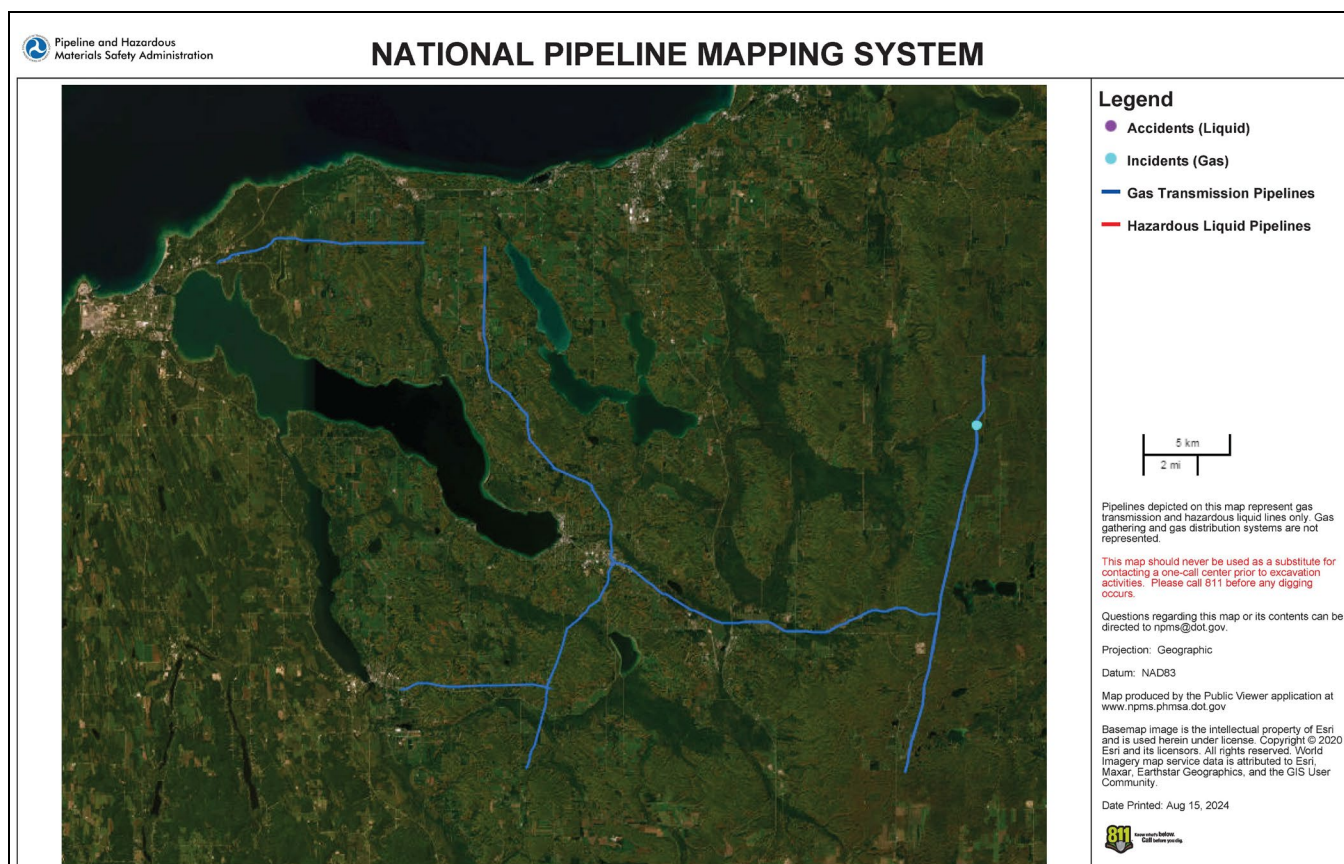 Pipeline and Hazardous
Materials Safety Administration
NATIONAL PIPELINE MAPPING SYSTEM
Legend
Accidents (Liquid)
Incidents (Gas)
Gas Transmission Pipelines
Hazardous Liquid Pipelines
5 km
2 mi
Pipelines depicted on this map represent gas
transmission and hazardous liquid lines only. Gas
gathering and gas distribution systems are not
represented.
This map should never be used as a substitute for
contacting a one-call center prior to excavation
activities. Please call 811 before any digging
occurs.
Questions regarding this map or its contents can be
directed to npms@dot.gov.
Projection: Geographic
Datum: NAD83
Map produced by the Public Viewer application at
www.npms.phmsa.dot.gov
Basemap image is the intellectual property of Esri
and is used herein under license. Copyright © 2020
Esri and its licensors. All rights reserved. World
Imagery map service data is attributed to Esri,
Maxar, Earthstar Geographics, and the GIS User
Community.
Date Printed: Aug 15, 2024
811
Know what's below.
Call before you dig.